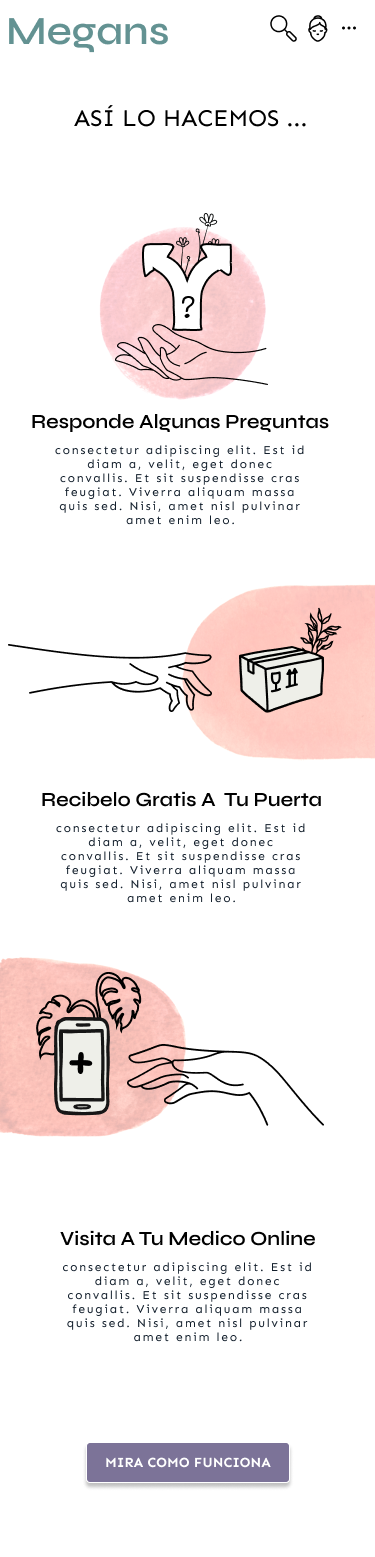 Megans
ASÍ LO HACEMOS ...
?
Responde Algunas Preguntas
consectetur adipiscing elit. Est id
diam a, velit, eget donec
convallis. Et sit suspendisse cras
feugiat. Viverra aliquam massa
quis sed. Nisi, amet nisl pulvinar
amet enim leo.
Recibelo Gratis A  Tu Puerta
consectetur adipiscing elit. Est id
diam a, velit, eget donec
convallis. Et sit suspendisse cras
feugiat. Viverra aliquam massa
quis sed. Nisi, amet nisl pulvinar
amet enim leo.
Visita A Tu Medico Online
consectetur adipiscing elit. Est id
diam a, velit, eget donec
convallis. Et sit suspendisse cras
feugiat. Viverra aliquam massa
quis sed. Nisi, amet nisl pulvinar
amet enim leo.
MIRA COMO FUNCIONA